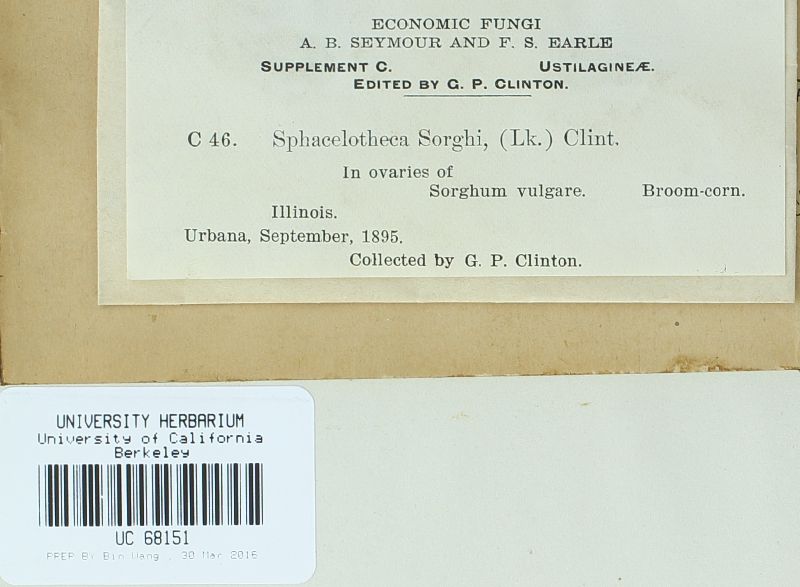 ECONOMIC FUNGI
A. B. SEYMOUR AND F. S. EARLE
SUPPLEMENT C. USTILAGINEÆ.
EDITED BY G. P. CLINTON.
C 46. Sphacelotheca Sorghi, (Lk.) Clint.
In ovaries of
Sorghum vulgare. Broom-corn.
Illinois.
Urbana, September, 1895.
Collected by G. P. Clinton.
UNIVERSITY HERBARIUM
University of California
Berkeley
UC 68151
PREP By Bin Wang , 30 Mar 2016